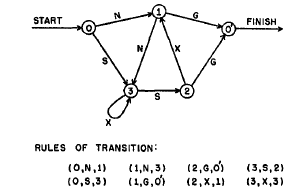 START N 1 G FINISH
0 0'
S N X G
3 S 2
X
RULES OF TRANSITION:
(0,N,1) (1,N,3) (2,G,0') (3,S,2)
(0,S,3) (1,G,0') (2,X,1) (3,X,3)